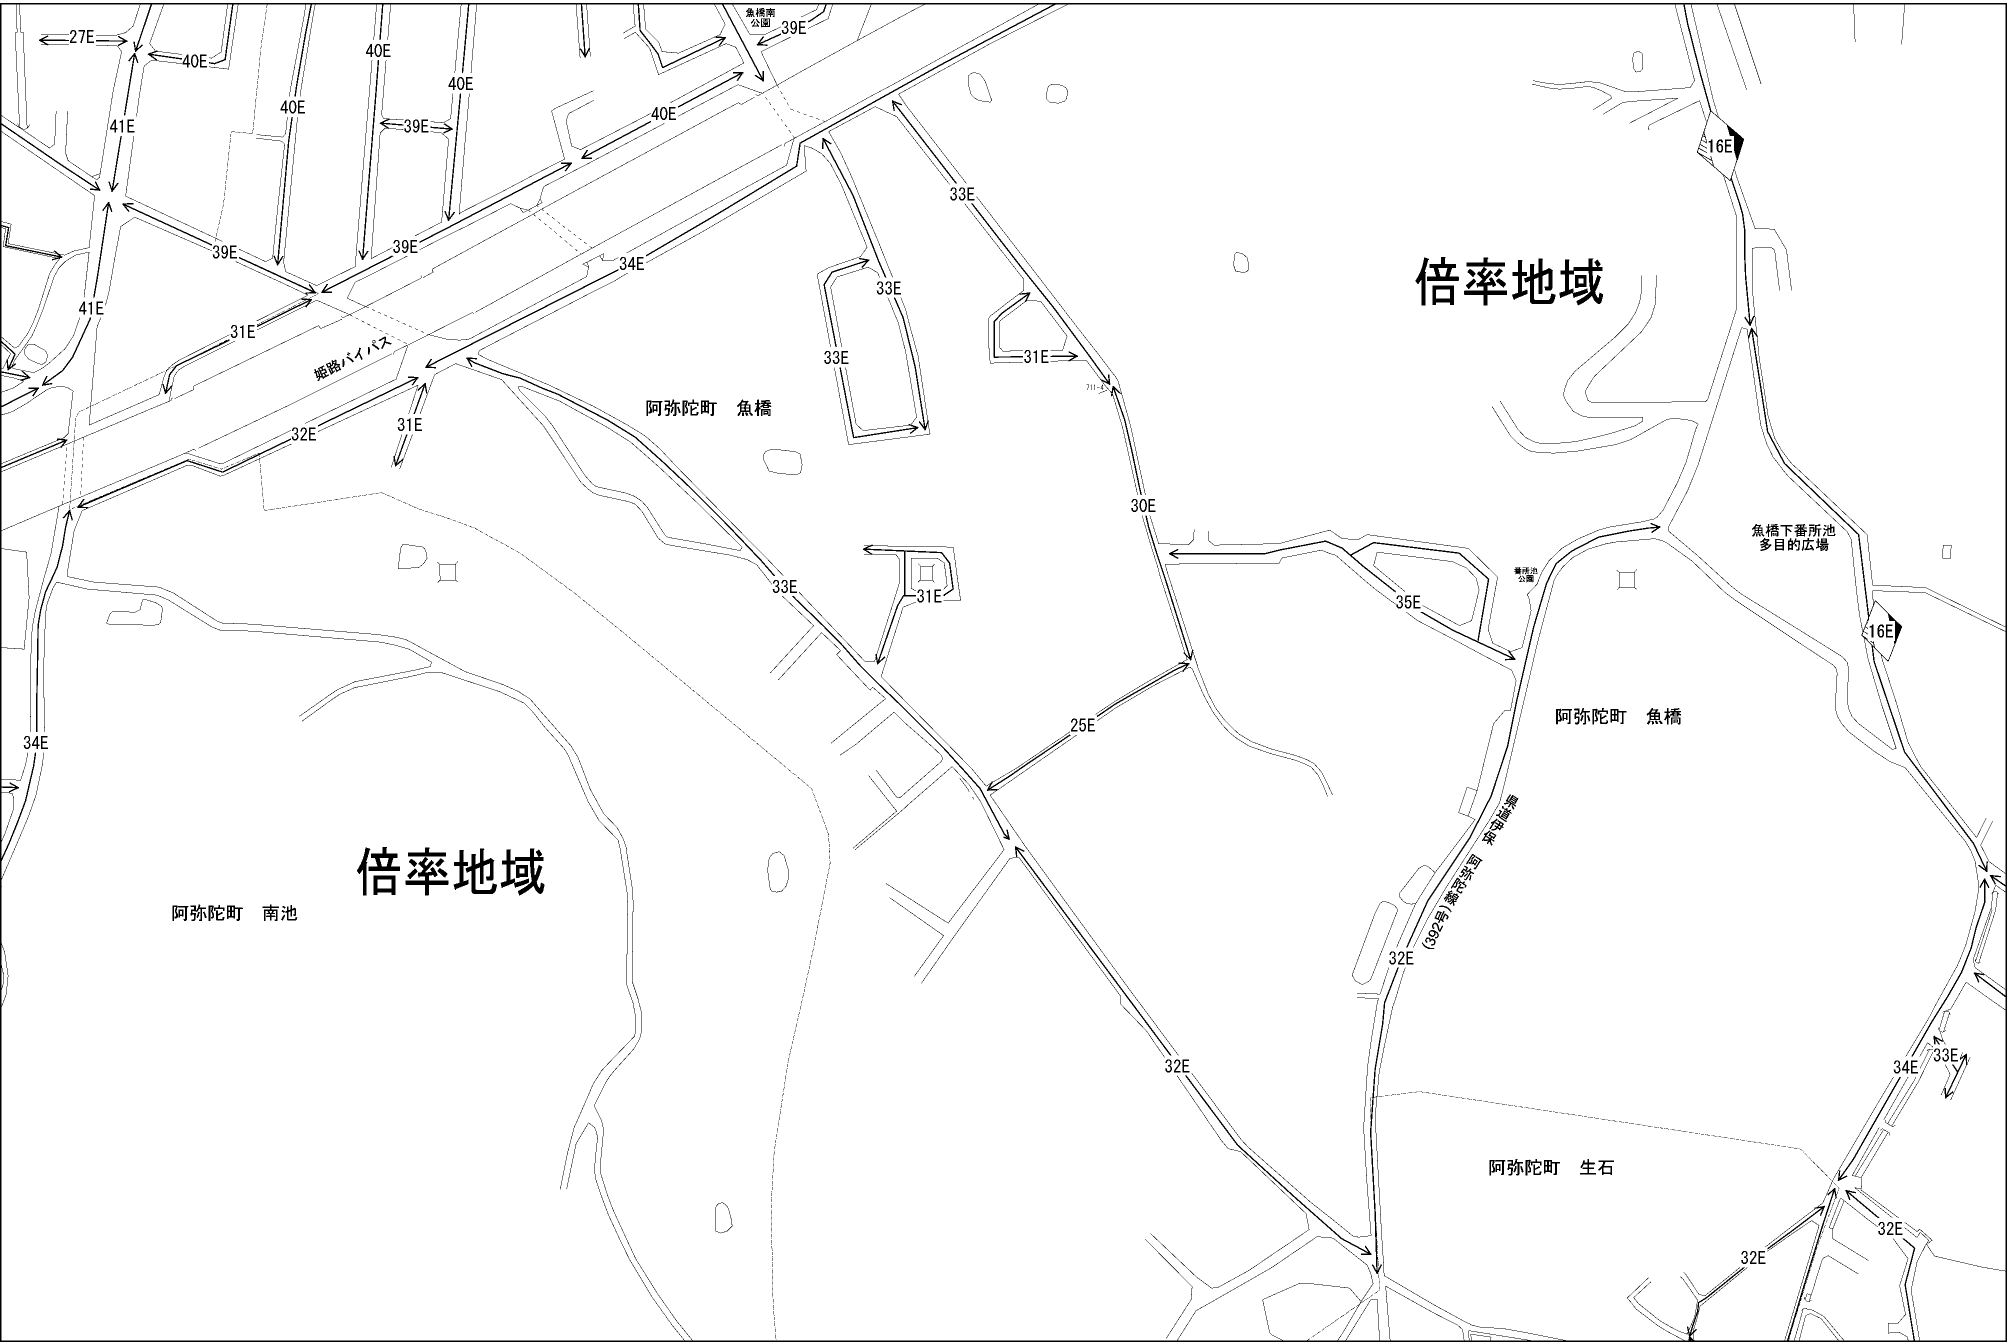 魚橋南
公園
27E
39E
40E
40E
40E
40E
40E
39E
41E
16E
33E
39E
39E
34E
倍率地域
33E
41E
31E
姫路バイパス
33E
31E
711-4
阿弥陀町　魚橋
31E
32E
30E
魚橋下番所池
多目的広場
番所池
公園
33E
31E
35E
16E
阿弥陀町　魚橋
34E
25E
県道伊保 阿弥陀線(392号)
倍率地域
阿弥陀町　南池
32E
32E
33E
34E
阿弥陀町　生石
32E
32E